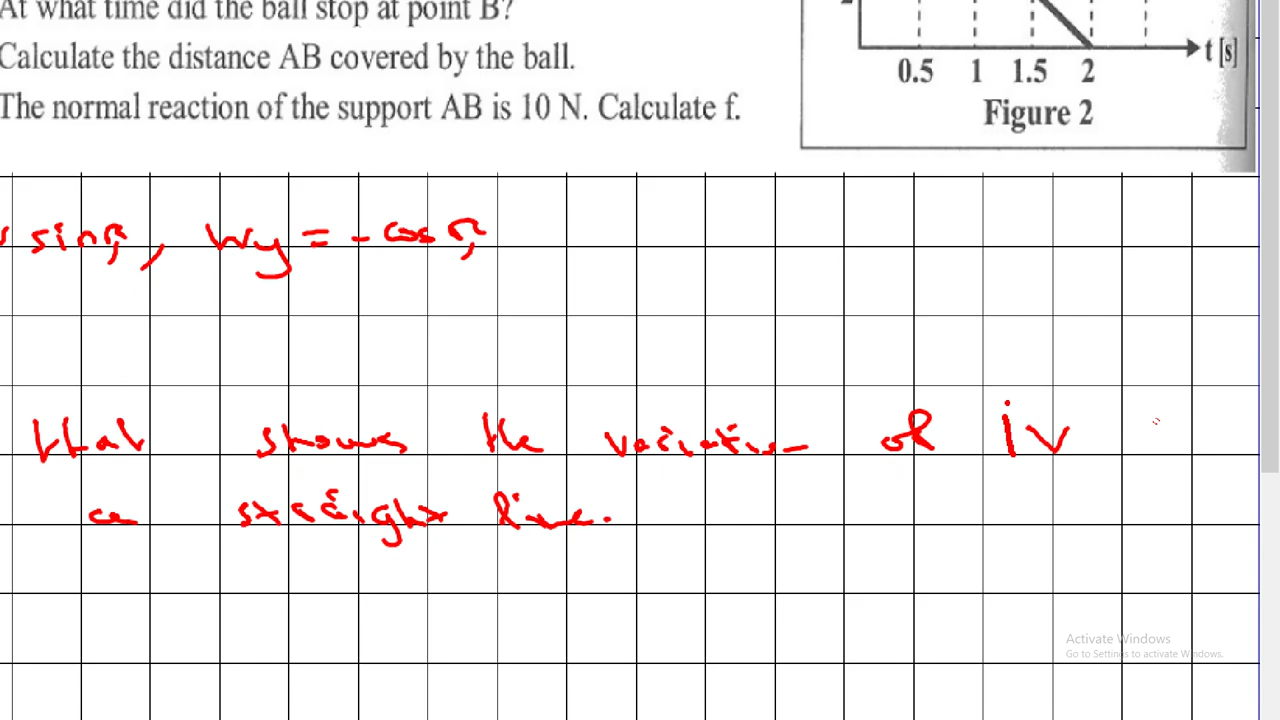 At what time did the ball stop at point B?
Calculate the distance AB covered by the ball.
The normal reaction of the support AB is 10 N. Calculate f.
t [s]
0.5 1 1.5 2
Figure 2
sin , Wy = - cos
that shows the variation of
straight line.
Activate Windows
Go to Settings to activate Windows.